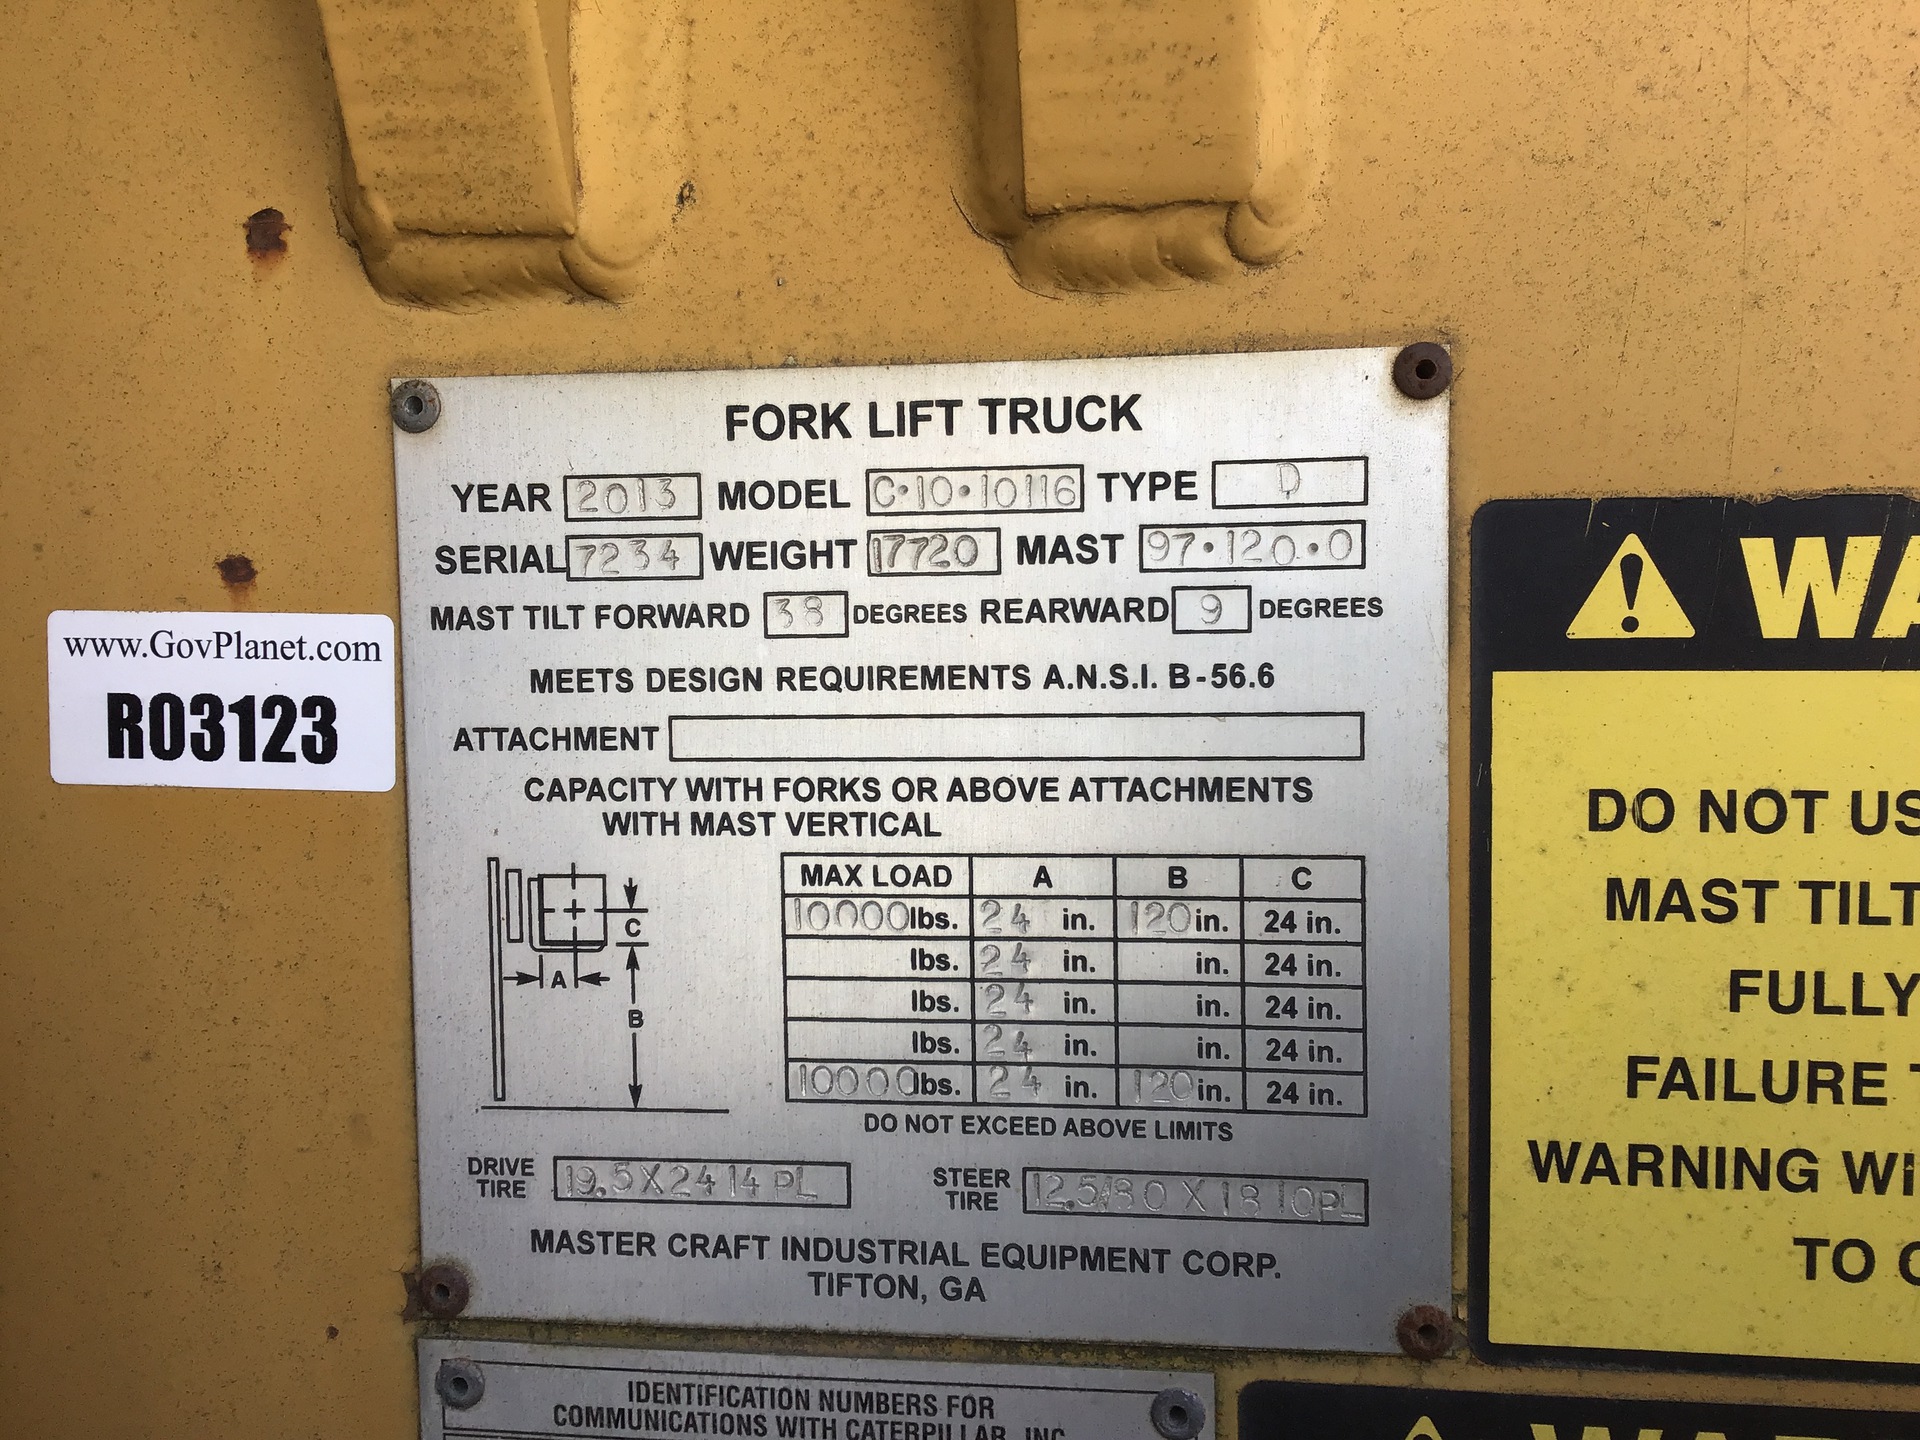 FORK LIFT TRUCK
YEAR 2013 MODEL C·10·10116 TYPE D
SERIAL 7234 WEIGHT 17720 MAST 97·120·0
MAST TILT FORWARD 38 DEGREES REARWARD 9 DEGREES
MEETS DESIGN REQUIREMENTS A.N.S.I. B-56.6
ATTACHMENT
CAPACITY WITH FORKS OR ABOVE ATTACHMENTS
WITH MAST VERTICAL
C
A
B
MAX LOAD A B C
10000 lbs. 24 in. 120 in. 24 in.
lbs. 24 in. in. 24 in.
lbs. 24 in. in. 24 in.
lbs. 24 in. in. 24 in.
10000 lbs. 24 in. 120 in. 24 in.
DO NOT EXCEED ABOVE LIMITS
DRIVE TIRE 19.5X24 14 PL STEER TIRE 12.5/80 X 18 10PL
MASTER CRAFT INDUSTRIAL EQUIPMENT CORP.
TIFTON, GA
www.GovPlanet.com
R03123
IDENTIFICATION NUMBERS FOR
COMMUNICATIONS WITH CATERPILLAR, INC.
DO NOT
MAST TILT
FULLY
FAILURE
WARNING
TO